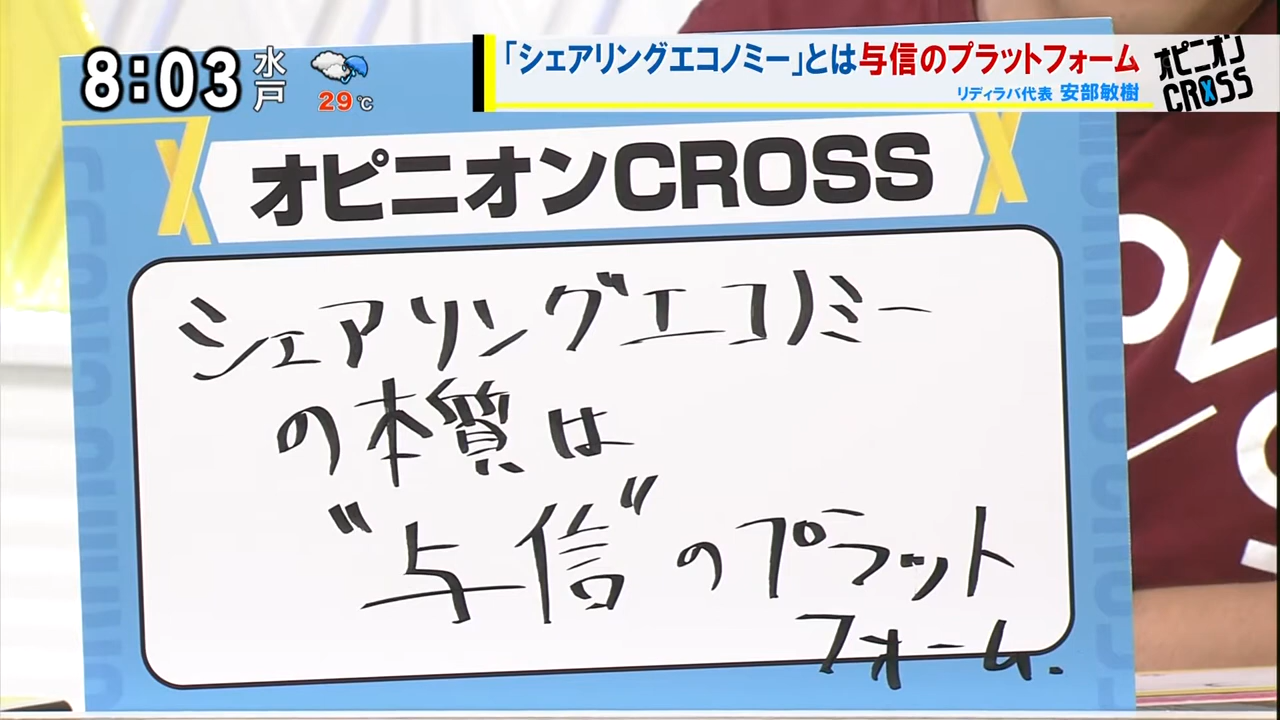 8:03
水戸
29℃
「シェアリングエコノミー」とは与信のプラットフォーム
リディラバ代表 安部敏樹
オピニオン
CROSS
オピニオンCROSS
シェアリングエコノミー
の本質は
“与信”のプラット
フォーム.